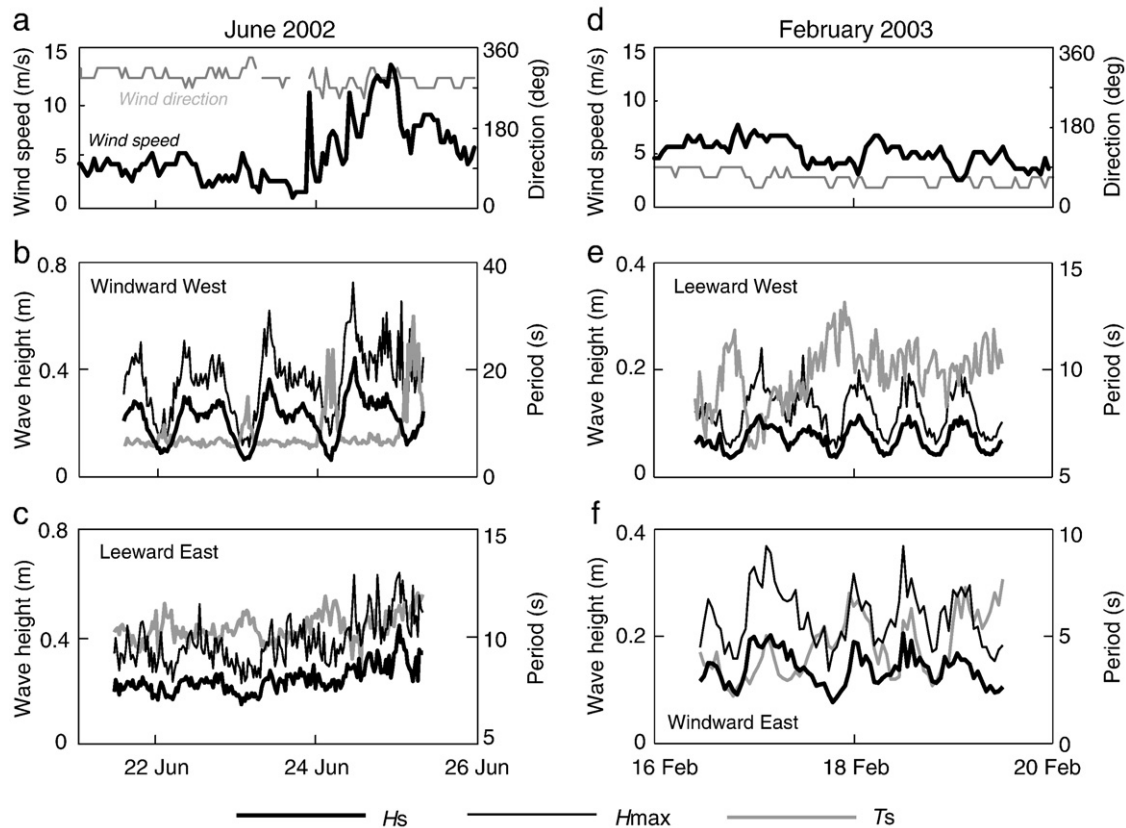 a
June 2002
Wind speed (m/s)
15
10
5
0
Wind direction
Wind speed
360
180
0
Direction (deg)
d
February 2003
Wind speed (m/s)
15
10
5
0
360
180
0
Direction (deg)
b
Windward West
Wave height (m)
0.8
0.4
0
40
20
0
Period (s)
e
Leeward West
Wave height (m)
0.4
0.2
0
15
10
5
Period (s)
c
Leeward East
Wave height (m)
0.8
0.4
0
15
10
5
Period (s)
22 Jun
24 Jun
26 Jun
f
Windward East
Wave height (m)
0.4
0.2
0
10
5
0
Period (s)
16 Feb
18 Feb
20 Feb
Hs
Hmax
Ts